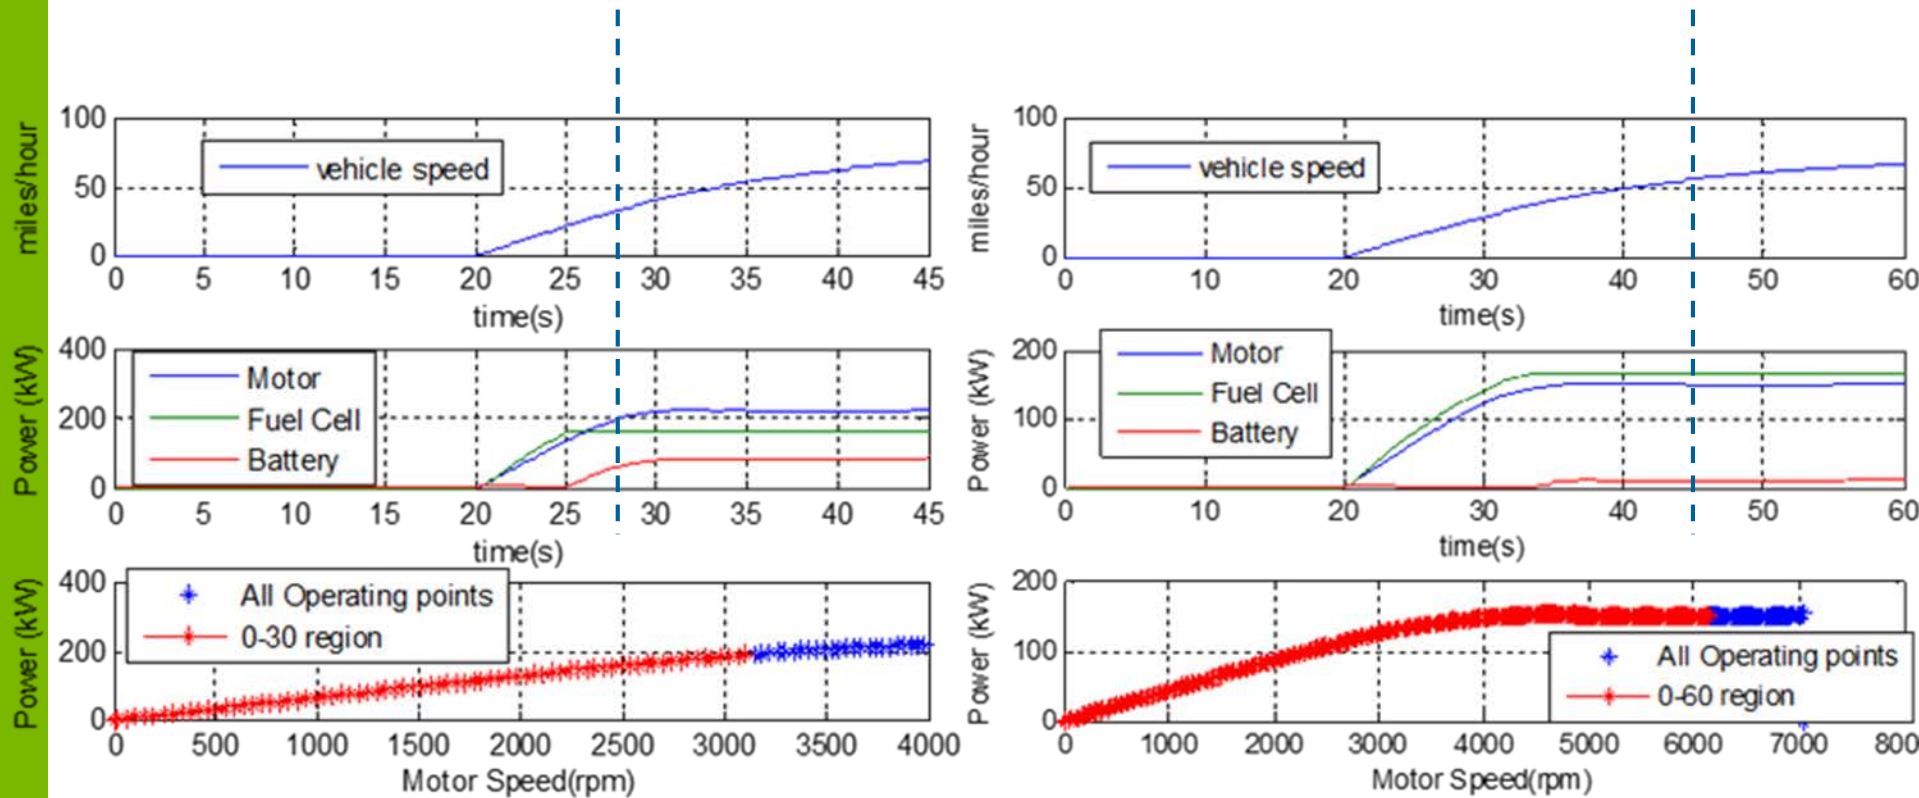 100
50
0
miles/hour
vehicle speed
0 5 10 15 20 25 30 35 40 45
time(s)
100
50
0
miles/hour
vehicle speed
0 10 20 30 40 50 60
time(s)
400
200
0
Power (kW)
Motor
Fuel Cell
Battery
0 5 10 15 20 25 30 35 40 45
time(s)
200
100
0
Power (kW)
Motor
Fuel Cell
Battery
0 10 20 30 40 50 60
time(s)
400
200
0
Power (kW)
All Operating points
0-30 region
0 500 1000 1500 2000 2500 3000 3500 4000
Motor Speed(rpm)
200
100
0
Power (kW)
All Operating points
0-60 region
0 1000 2000 3000 4000 5000 6000 7000 800
Motor Speed(rpm)